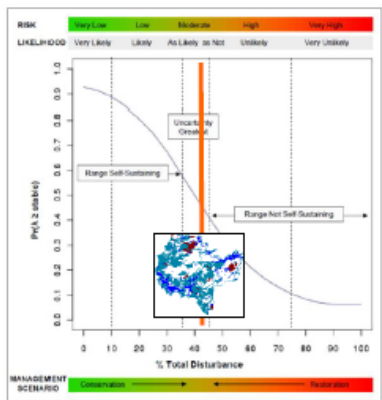 RISK Very Low Low Moderate High Very High
LIKELIHOOD Very Likely Likely As Likely as Not Unlikely Very Unlikely
Pr(λ ≥ stable)
1.0
0.9
0.8
0.7
0.6
0.5
0.4
0.3
0.2
0.1
0.0
Uncertainty
Greatest
Range Self-Sustaining
Range Not Self-Sustaining
0 10 20 30 40 50 60 70 80 90 100
% Total Disturbance
MANAGEMENT
SCENARIO
Conservation Restoration